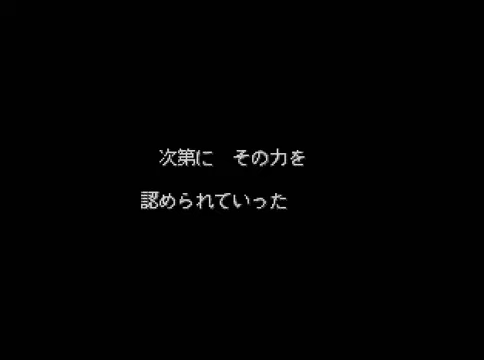 次第に　その力を
認められていった